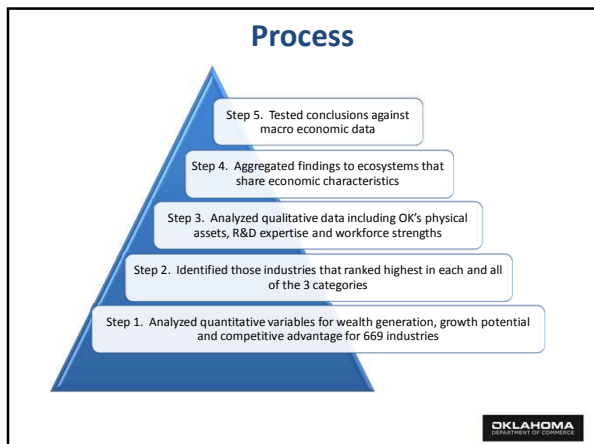 Process
Step 5. Tested conclusions against
macro economic data
Step 4. Aggregated findings to ecosystems that
share economic characteristics
Step 3. Analyzed qualitative data including OK's physical
assets, R&D expertise and workforce strengths
Step 2. Identified those industries that ranked highest in each and all
of the 3 categories
Step 1. Analyzed quantitative variables for wealth generation, growth potential
and competitive advantage for 669 industries
OKLAHOMA
DEPARTMENT OF COMMERCE